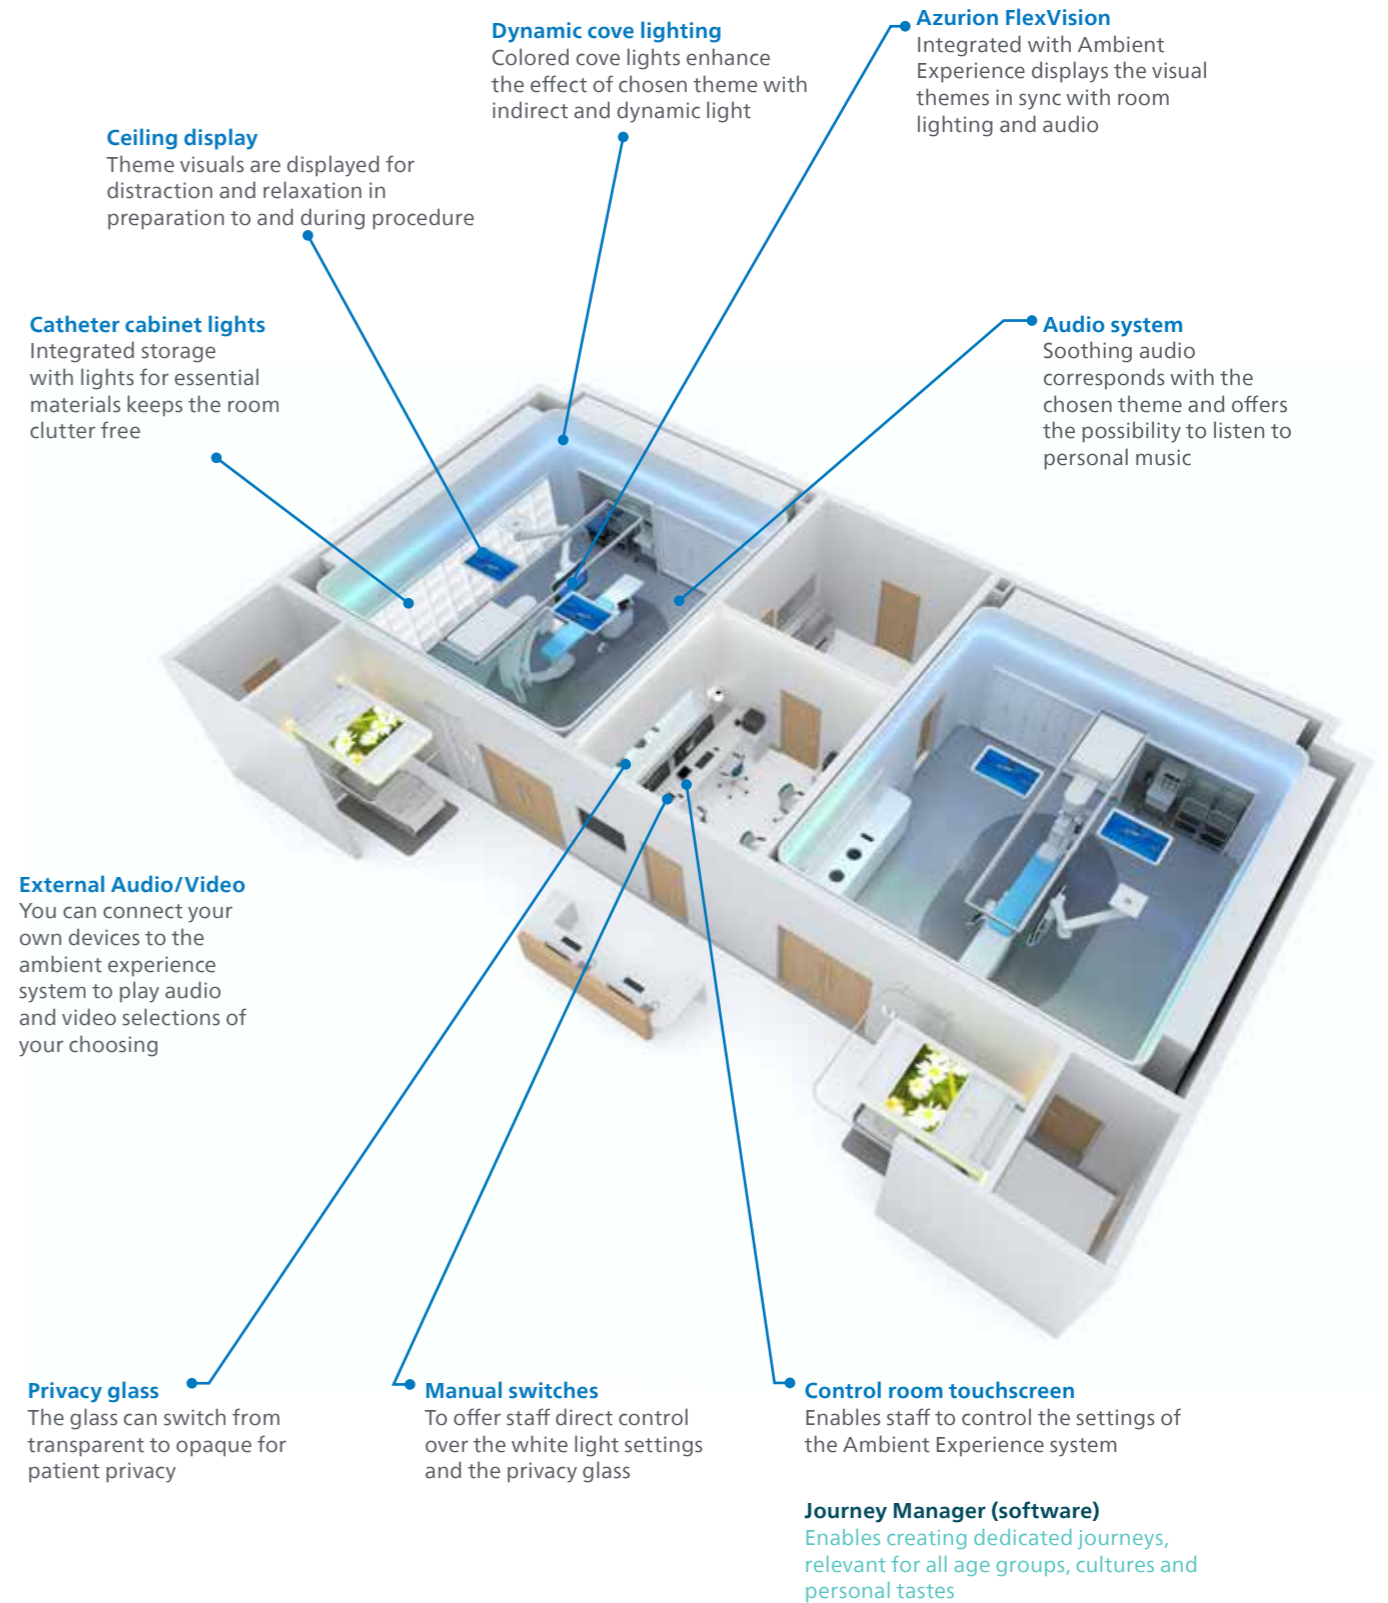 Dynamic cove lighting
Colored cove lights enhance
the effect of chosen theme with
indirect and dynamic light
Azurion FlexVision
Integrated with Ambient
Experience displays the visual
themes in sync with room
lighting and audio
Ceiling display
Theme visuals are displayed for
distraction and relaxation in
preparation to and during procedure
Catheter cabinet lights
Integrated storage
with lights for essential
materials keeps the room
clutter free
Audio system
Soothing audio
corresponds with the
chosen theme and offers
the possibility to listen to
personal music
External Audio/Video
You can connect your
own devices to the
ambient experience
system to play audio
and video selections of
your choosing
Privacy glass
The glass can switch from
transparent to opaque for
patient privacy
Manual switches
To offer staff direct control
over the white light settings
and the privacy glass
Control room touchscreen
Enables staff to control the settings of
the Ambient Experience system
Journey Manager (software)
Enables creating dedicated journeys,
relevant for all age groups, cultures and
personal tastes